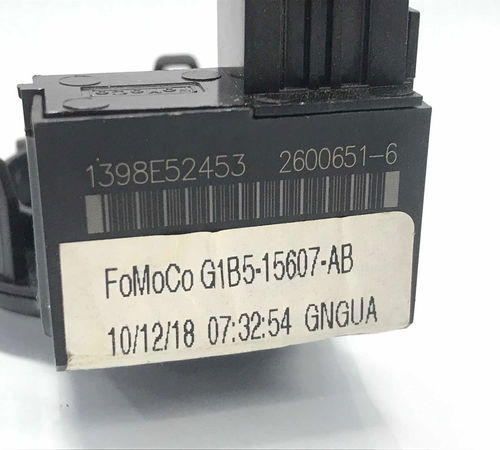 1398E52453 2600651-6
FoMoCo G1B5-15607-AB
10/12/18 07:32:54 GNGUA